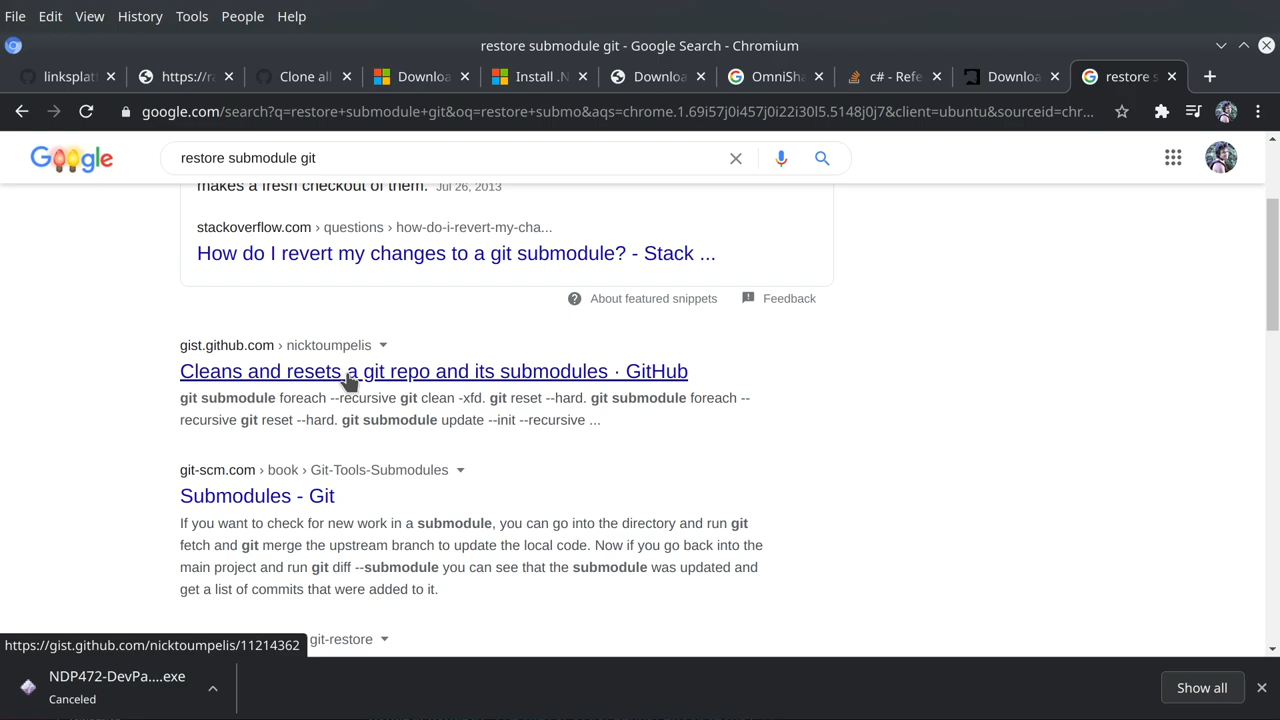 File Edit View History Tools People Help
restore submodule git - Google Search - Chromium
linksplat https://ra Clone all Downloa Install .N Downloa OmniSha c# - Refe Downloa restore s
google.com/search?q=restore+submodule+git&oq=restore+submo&aqs=chrome.1.69i57j0i457j0i22i30l5.5148j0j7&client=ubuntu&sourceid=chr...
Google restore submodule git
makes a fresh checkout of them. Jul 26, 2013
stackoverflow.com › questions › how-do-i-revert-my-cha...
How do I revert my changes to a git submodule? - Stack ...
About featured snippets Feedback
gist.github.com › nicktoumpelis
Cleans and resets a git repo and its submodules · GitHub
git submodule foreach --recursive git clean -xfd. git reset --hard. git submodule foreach --
recursive git reset --hard. git submodule update --init --recursive ...
git-scm.com › book › Git-Tools-Submodules
Submodules - Git
If you want to check for new work in a submodule, you can go into the directory and run git
fetch and git merge the upstream branch to update the local code. Now if you go back into the
main project and run git diff --submodule you can see that the submodule was updated and
get a list of commits that were added to it.
https://gist.github.com/nicktoumpelis/11214362 git-restore
NDP472-DevPa....exe
Canceled
Show all